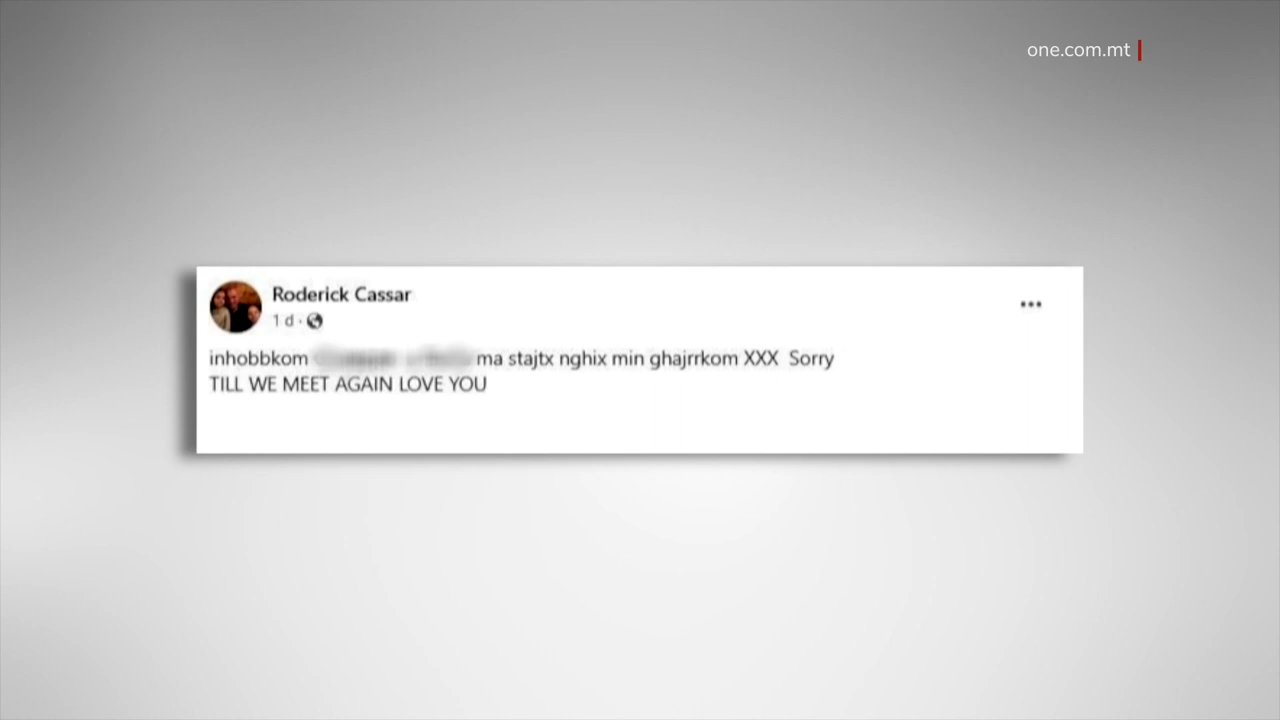 one.com.mt
Roderick Cassar
1 d ·
inhobbkom ma stajtx nghix min ghajrrkom XXX Sorry
TILL WE MEET AGAIN LOVE YOU